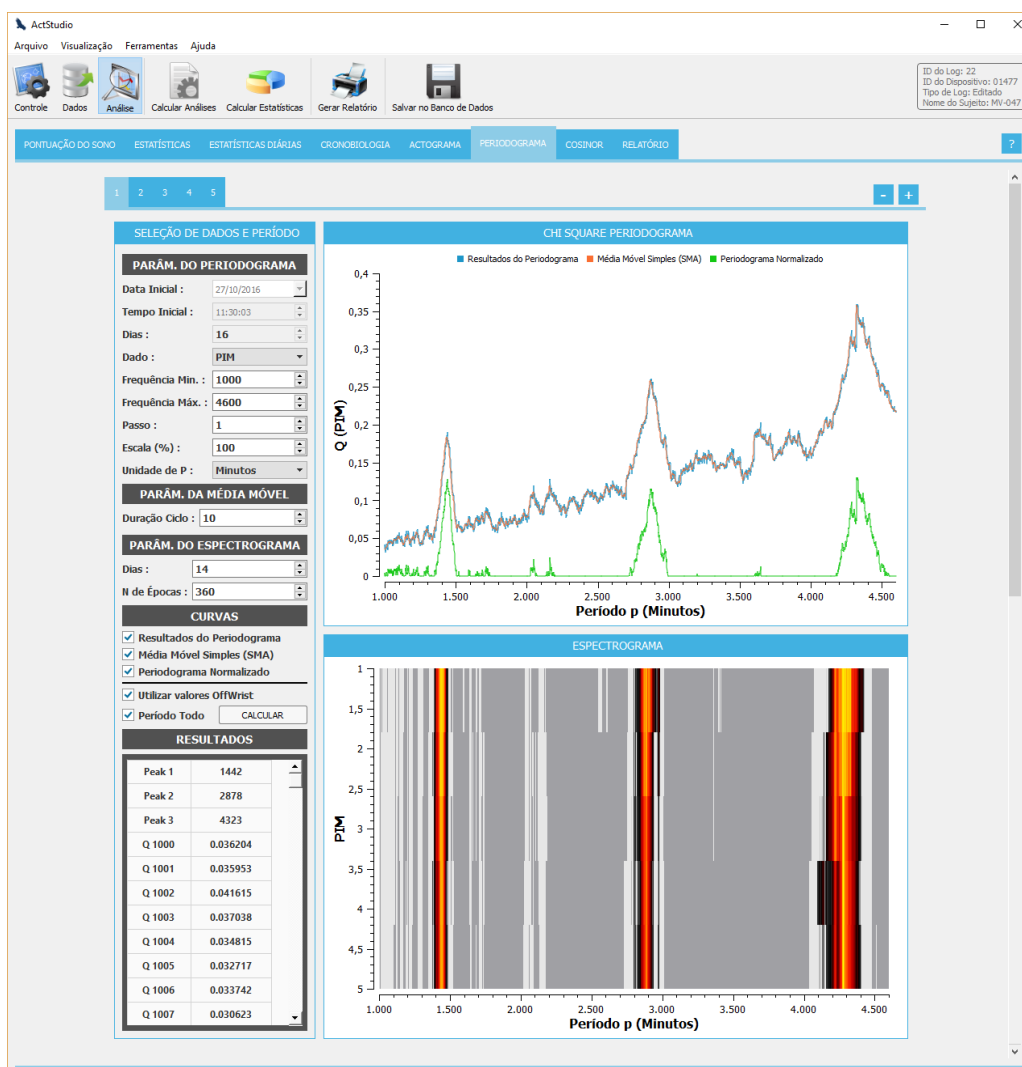 ActStudio
Arquivo Visualização Ferramentas Ajuda
Controle Dados Análise Calcular Análises Calcular Estatísticas Gerar Relatório Salvar no Banco de Dados
ID do Log: 22
ID do Dispositivo: 01477
Tipo de Log: Editado
Nome do Sujeito: MV-047
PONTUAÇÃO DO SONO ESTATÍSTICAS ESTATÍSTICAS DIÁRIAS CRONOBIOLOGIA ACTOGRAMA PERIODOGRAMA COSINOR RELATÓRIO ?
1 2 3 4 5 - +
SELEÇÃO DE DADOS E PERÍODO
PARÂM. DO PERIODOGRAMA
Data Inicial : 27/10/2016
Tempo Inicial : 11:30:03
Dias : 16
Dado : PIM
Frequência Min. : 1000
Frequência Máx. : 4600
Passo : 1
Escala (%) : 100
Unidade de P : Minutos
PARÂM. DA MÉDIA MÓVEL
Duração Ciclo : 10
PARÂM. DO ESPECTROGRAMA
Dias : 14
N de Épocas : 360
CURVAS
Resultados do Periodograma
Média Móvel Simples (SMA)
Periodograma Normalizado
Utilizar valores OffWrist
Período Todo CALCULAR
RESULTADOS
Peak 1 1442
Peak 2 2878
Peak 3 4323
Q 1000 0.036204
Q 1001 0.035953
Q 1002 0.041615
Q 1003 0.037038
Q 1004 0.034815
Q 1005 0.032717
Q 1006 0.033742
Q 1007 0.030623
CHI SQUARE PERIODOGRAMA
Resultados do Periodograma Média Móvel Simples (SMA) Periodograma Normalizado
Q (PIM)
0,4
0,35
0,3
0,25
0,2
0,15
0,1
0,05
0
1.000 1.500 2.000 2.500 3.000 3.500 4.000 4.500
Período p (Minutos)
ESPECTROGRAMA
PIM
1
1,5
2
2,5
3
3,5
4
4,5
5
1.000 1.500 2.000 2.500 3.000 3.500 4.000 4.500
Período p (Minutos)